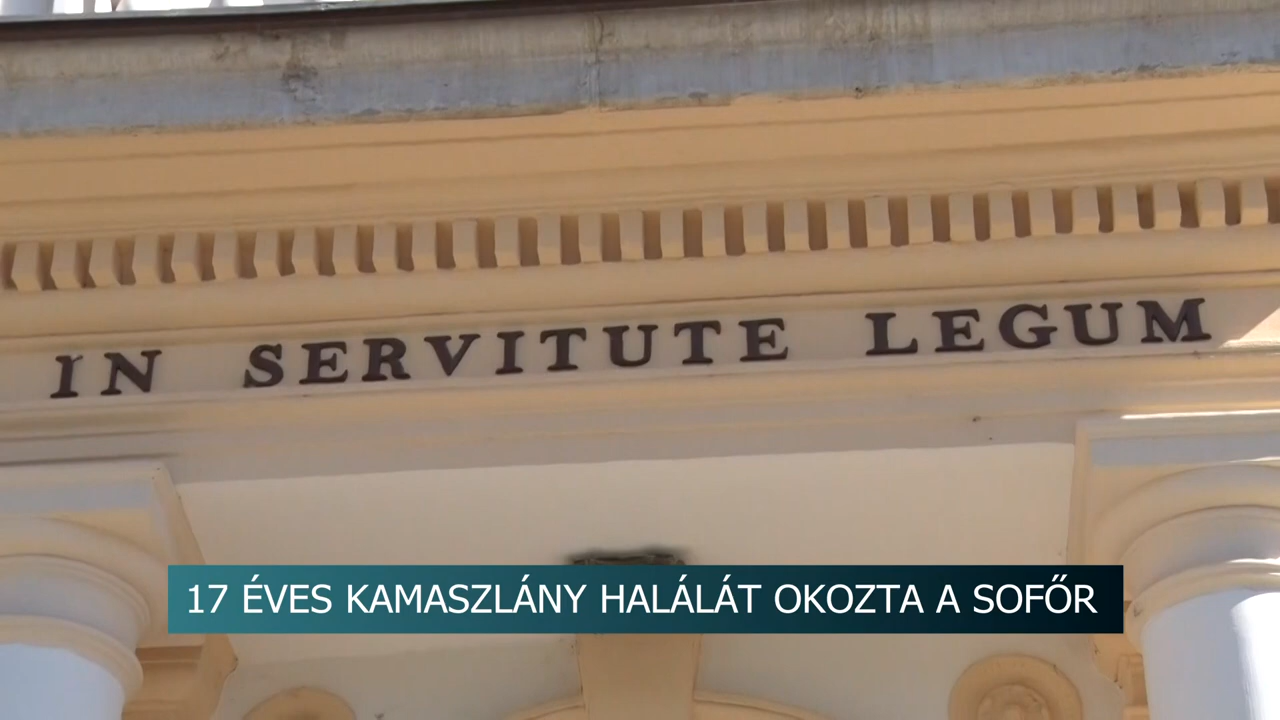 IN SERVITUTE LEGUM
17 ÉVES KAMASZLÁNY HALÁLÁT OKOZTA A SOFŐR